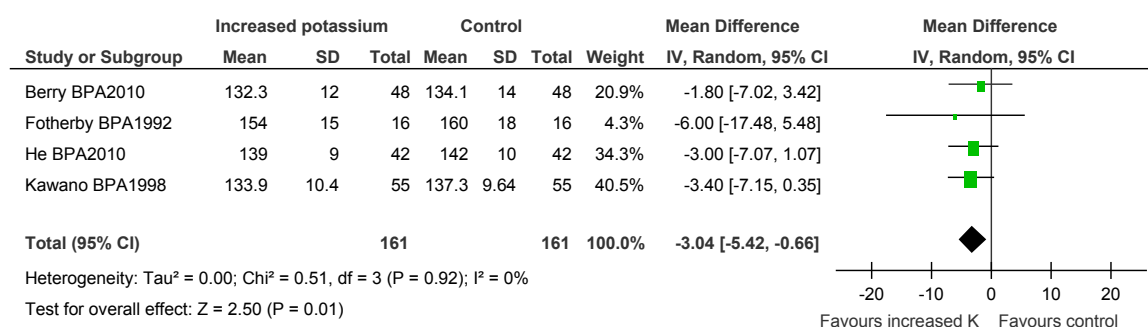 Increased potassium Control Mean Difference Mean Difference
Study or Subgroup Mean SD Total Mean SD Total Weight IV, Random, 95% CI IV, Random, 95% CI
Berry BPA2010 132.3 12 48 134.1 14 48 20.9% -1.80 [-7.02, 3.42]
Fotherby BPA1992 154 15 16 160 18 16 4.3% -6.00 [-17.48, 5.48]
He BPA2010 139 9 42 142 10 42 34.3% -3.00 [-7.07, 1.07]
Kawano BPA1998 133.9 10.4 55 137.3 9.64 55 40.5% -3.40 [-7.15, 0.35]
Total (95% CI) 161 161 100.0% -3.04 [-5.42, -0.66]
Heterogeneity: Tau² = 0.00; Chi² = 0.51, df = 3 (P = 0.92); I² = 0%
Test for overall effect: Z = 2.50 (P = 0.01)
-20 -10 0 10 20
Favours increased K Favours control